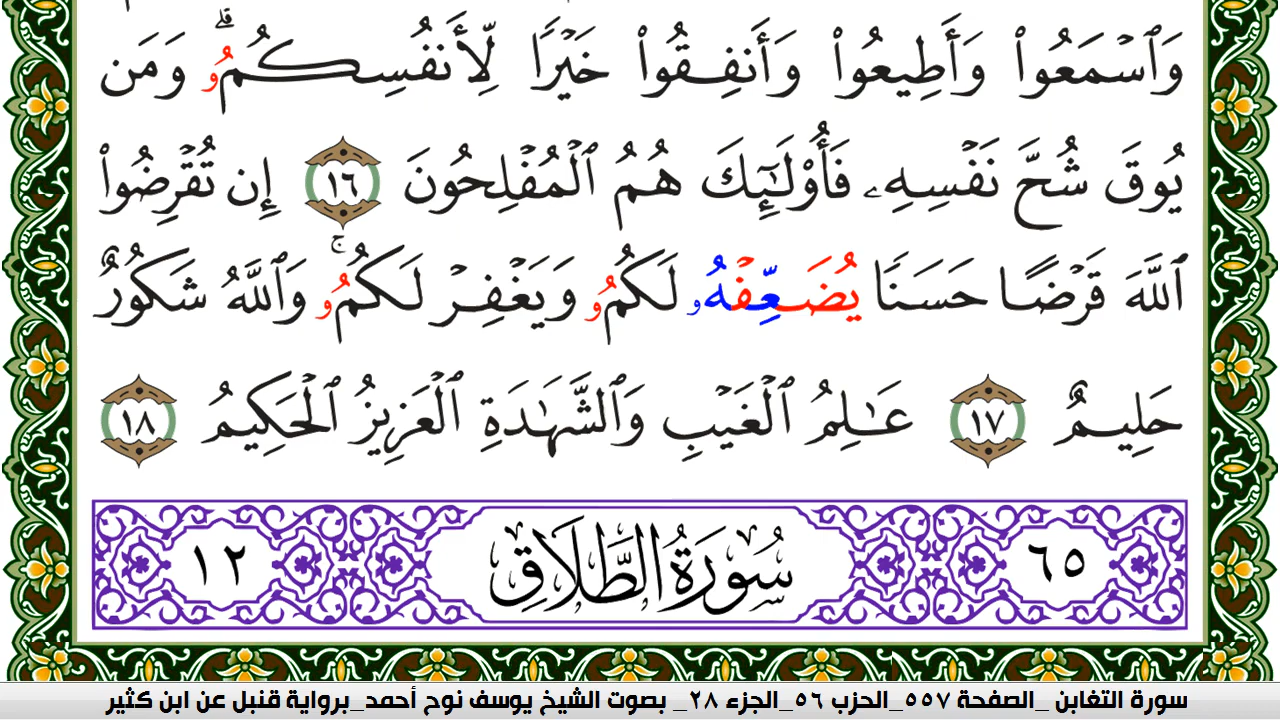 وَٱسۡمَعُواْ وَأَطِيعُواْ وَأَنفِقُواْ خَيۡرٗا لِّأَنفُسِكُمُۥۗ وَمَن
يُوقَ شُحَّ نَفۡسِهِۦ فَأُوْلَٰٓئِكَ هُمُ ٱلۡمُفۡلِحُونَ ١٦ إِن تُقۡرِضُواْ
ٱللَّهَ قَرۡضًا حَسَنٗا يُضَعِّفۡهُۥ لَكُمُۥ وَيَغۡفِرۡ لَكُمُۥۚ وَٱللَّهُ شَكُورٌ
حَلِيمٌ ١٧ عَٰلِمُ ٱلۡغَيۡبِ وَٱلشَّهَٰدَةِ ٱلۡعَزِيزُ ٱلۡحَكِيمُ ١٨
٦٥ سُورَةُ الطَّلَاقِ ١٢
سورة التغابن _الصفحة ٥٥٧_الحزب ٥٦_الجزء ٢٨_ بصوت الشيخ يوسف نوح أحمد_برواية قنبل عن ابن كثير